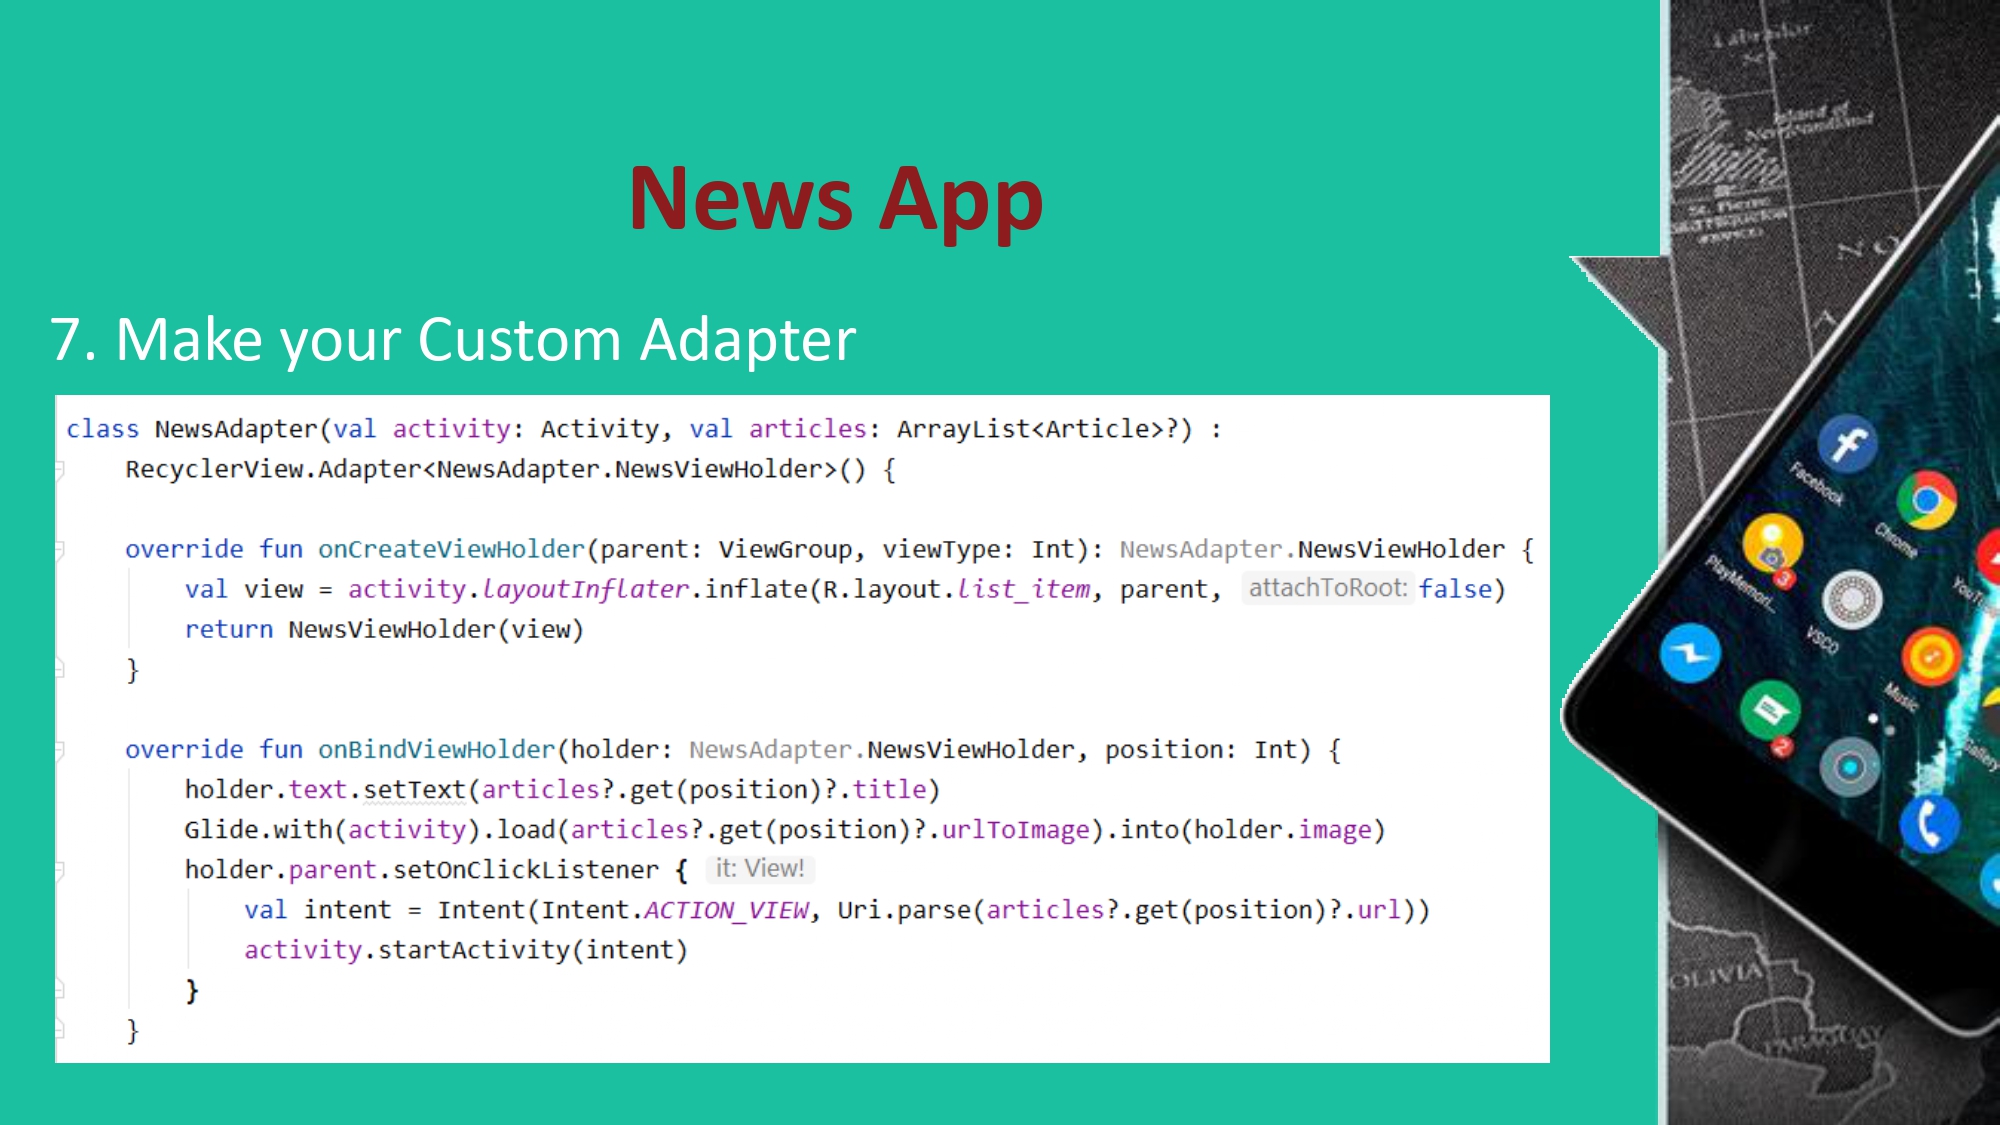 News App
7. Make your Custom Adapter
class NewsAdapter(val activity: Activity, val articles: ArrayList<Article>?) :
RecyclerView.Adapter<NewsAdapter.NewsViewHolder>() {
override fun onCreateViewHolder(parent: ViewGroup, viewType: Int): NewsAdapter.NewsViewHolder {
val view = activity.layoutInflater.inflate(R.layout.list_item, parent, attachToRoot: false)
return NewsViewHolder(view)
}
override fun onBindViewHolder(holder: NewsAdapter.NewsViewHolder, position: Int) {
holder.text.setText(articles?.get(position)?.title)
Glide.with(activity).load(articles?.get(position)?.urlToImage).into(holder.image)
holder.parent.setOnClickListener { it: View!
val intent = Intent(Intent.ACTION_VIEW, Uri.parse(articles?.get(position)?.url))
activity.startActivity(intent)
}
}
Labrador
Island of
Newfoundland
St. Pierre
(FRANCE)
Facebook
Chrome
PlayMemori...
3
VSCO
YouTube
Music
2
Gallery
OLIVIA
PARAGUAY